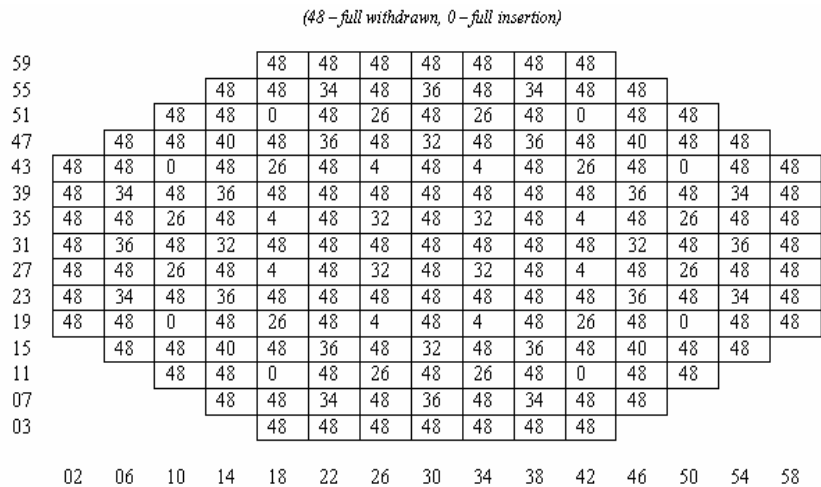 (48 – full withdrawn, 0 – full insertion)
59 48 48 48 48 48 48 48
55 48 48 34 48 36 48 34 48 48
51 48 48 0 48 26 48 26 48 0 48 48
47 48 48 40 48 36 48 32 48 36 48 40 48 48
43 48 48 0 48 26 48 4 48 4 48 26 48 0 48 48
39 48 34 48 36 48 48 48 48 48 48 48 36 48 34 48
35 48 48 26 48 4 48 32 48 32 48 4 48 26 48 48
31 48 36 48 32 48 48 48 48 48 48 48 32 48 36 48
27 48 48 26 48 4 48 32 48 32 48 4 48 26 48 48
23 48 34 48 36 48 48 48 48 48 48 48 36 48 34 48
19 48 48 0 48 26 48 4 48 4 48 26 48 0 48 48
15 48 48 40 48 36 48 32 48 36 48 40 48 48
11 48 48 0 48 26 48 26 48 0 48 48
07 48 48 34 48 36 48 34 48 48
03 48 48 48 48 48 48 48
02 06 10 14 18 22 26 30 34 38 42 46 50 54 58